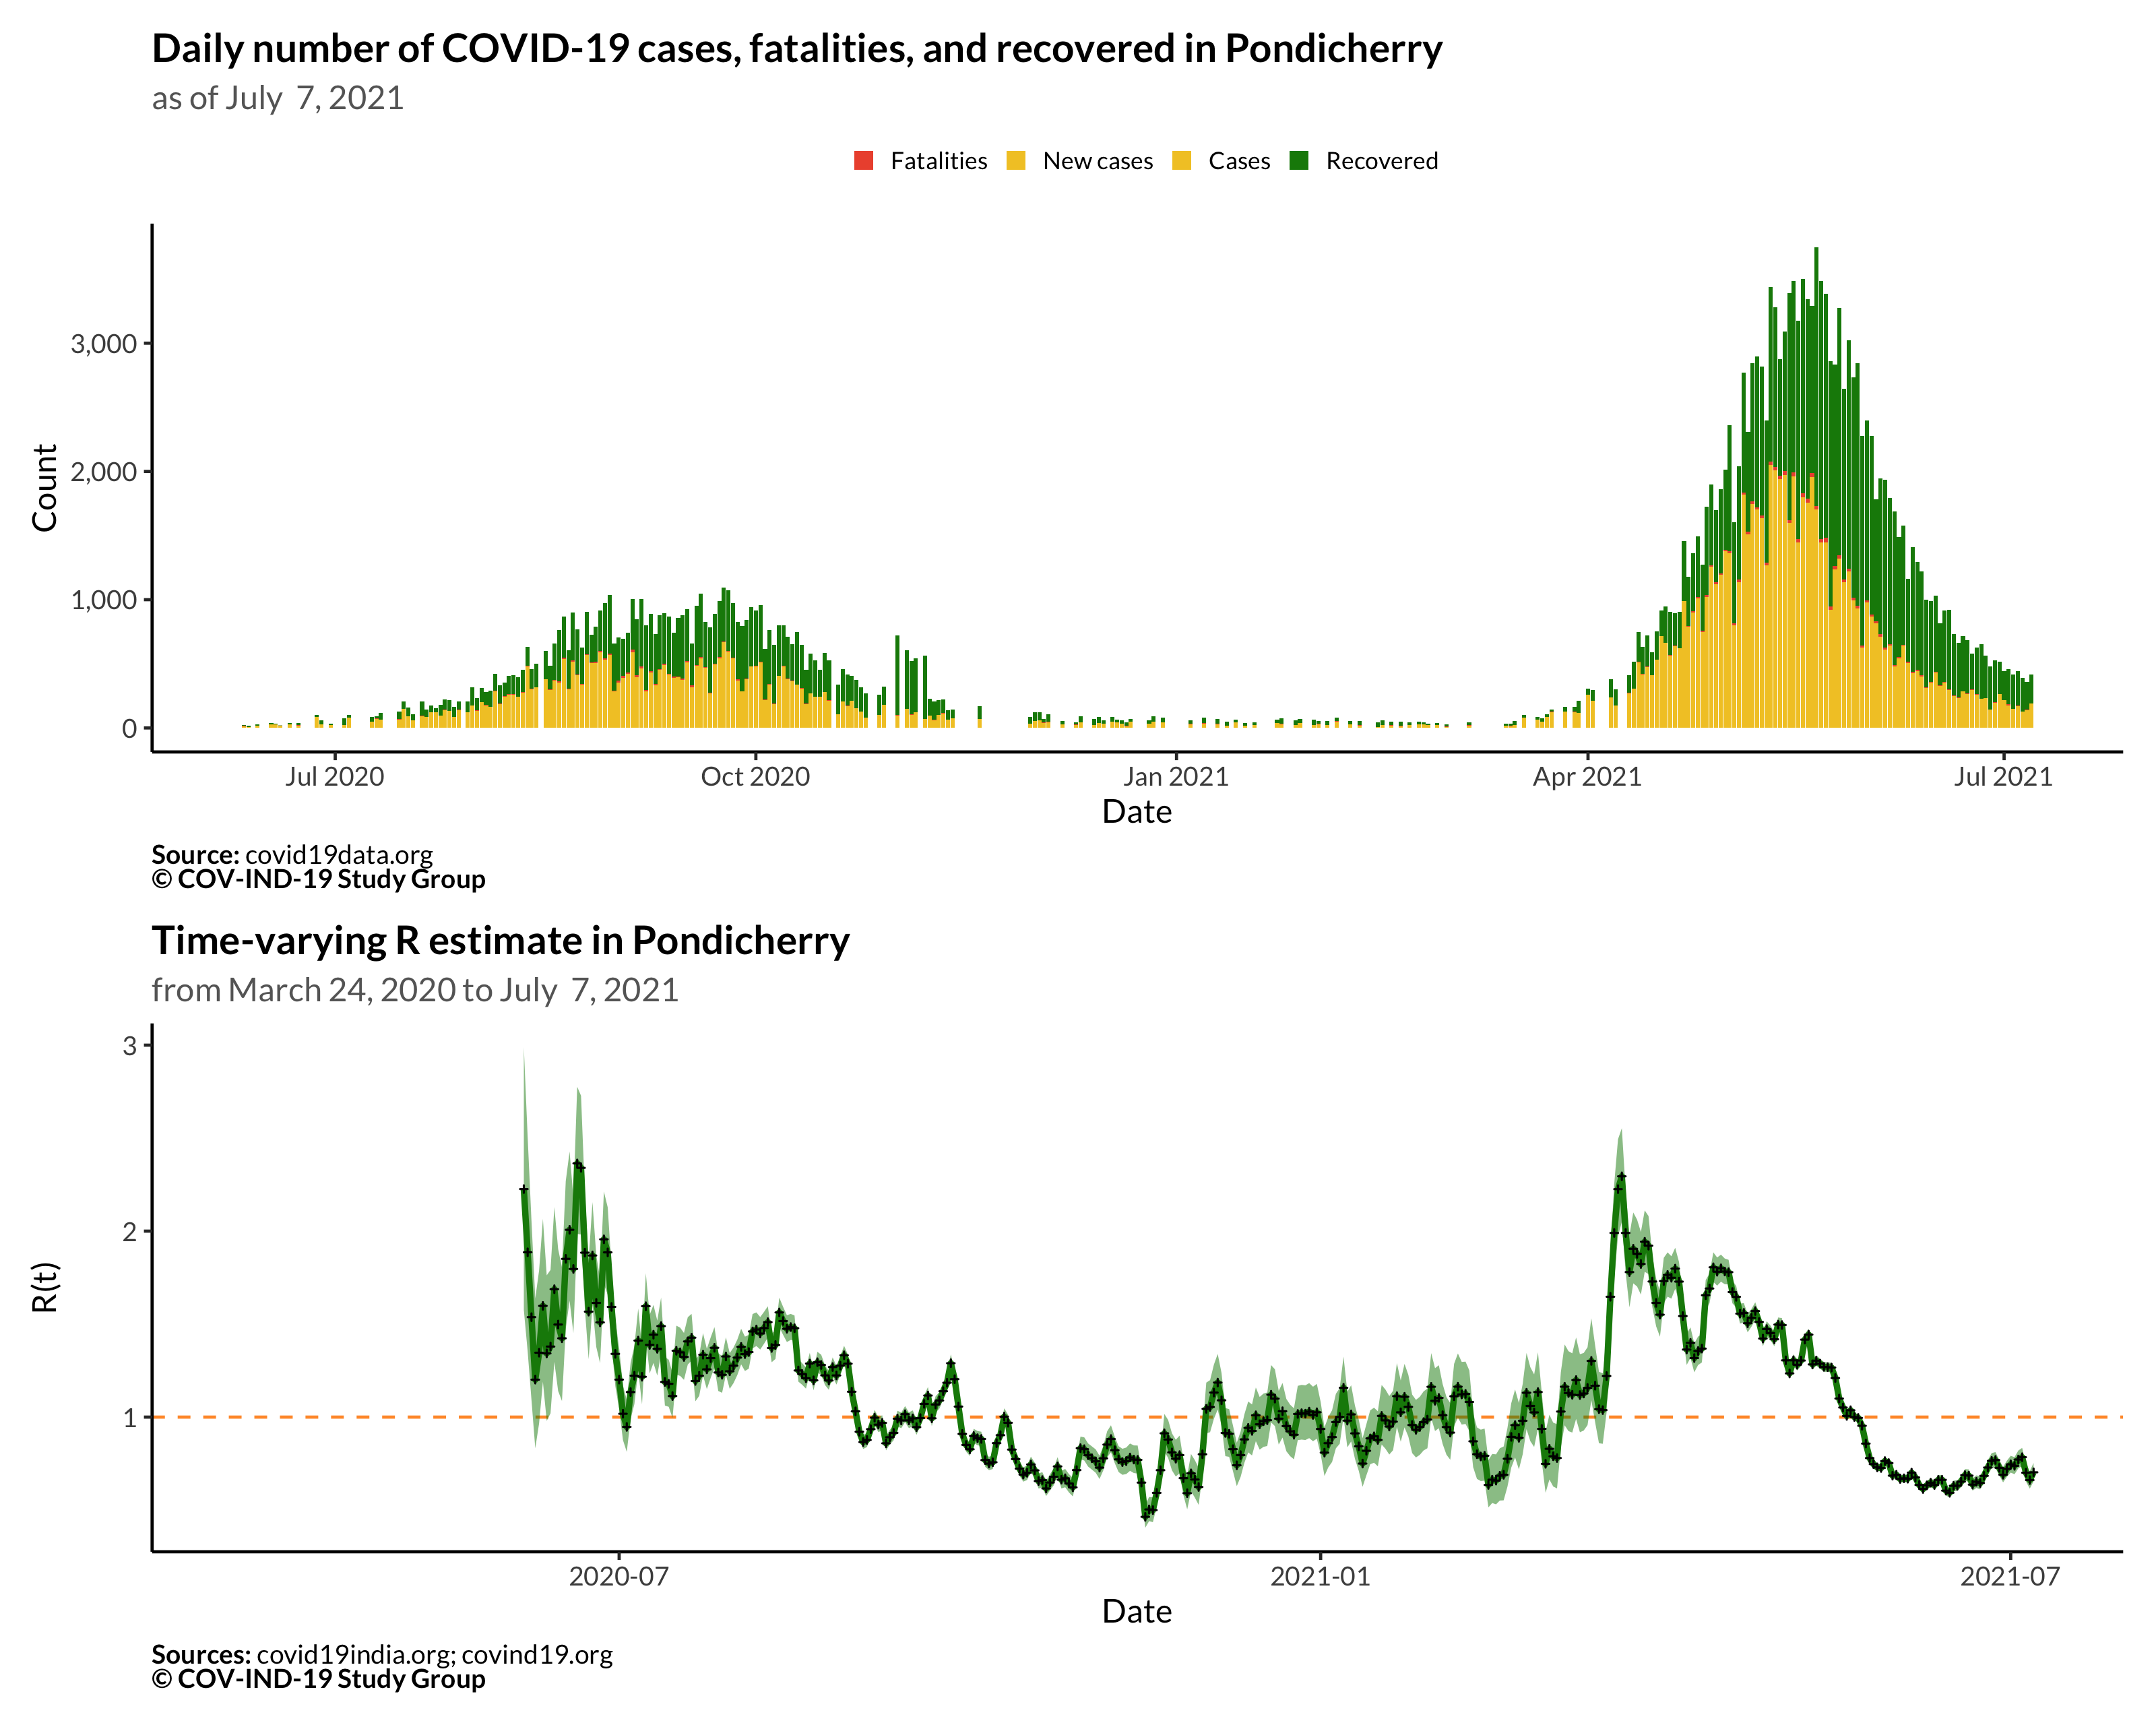 Daily number of COVID-19 cases, fatalities, and recovered in Pondicherry
as of July  7, 2021
Fatalities New cases Cases Recovered
Count
3,000
2,000
1,000
0
Jul 2020 Oct 2020 Jan 2021 Apr 2021 Jul 2021
Date
Source: covid19data.org
© COV-IND-19 Study Group
Time-varying R estimate in Pondicherry
from March 24, 2020 to July  7, 2021
R(t)
3
2
1
2020-07 2021-01 2021-07
Date
Sources: covid19india.org; covind19.org
© COV-IND-19 Study Group